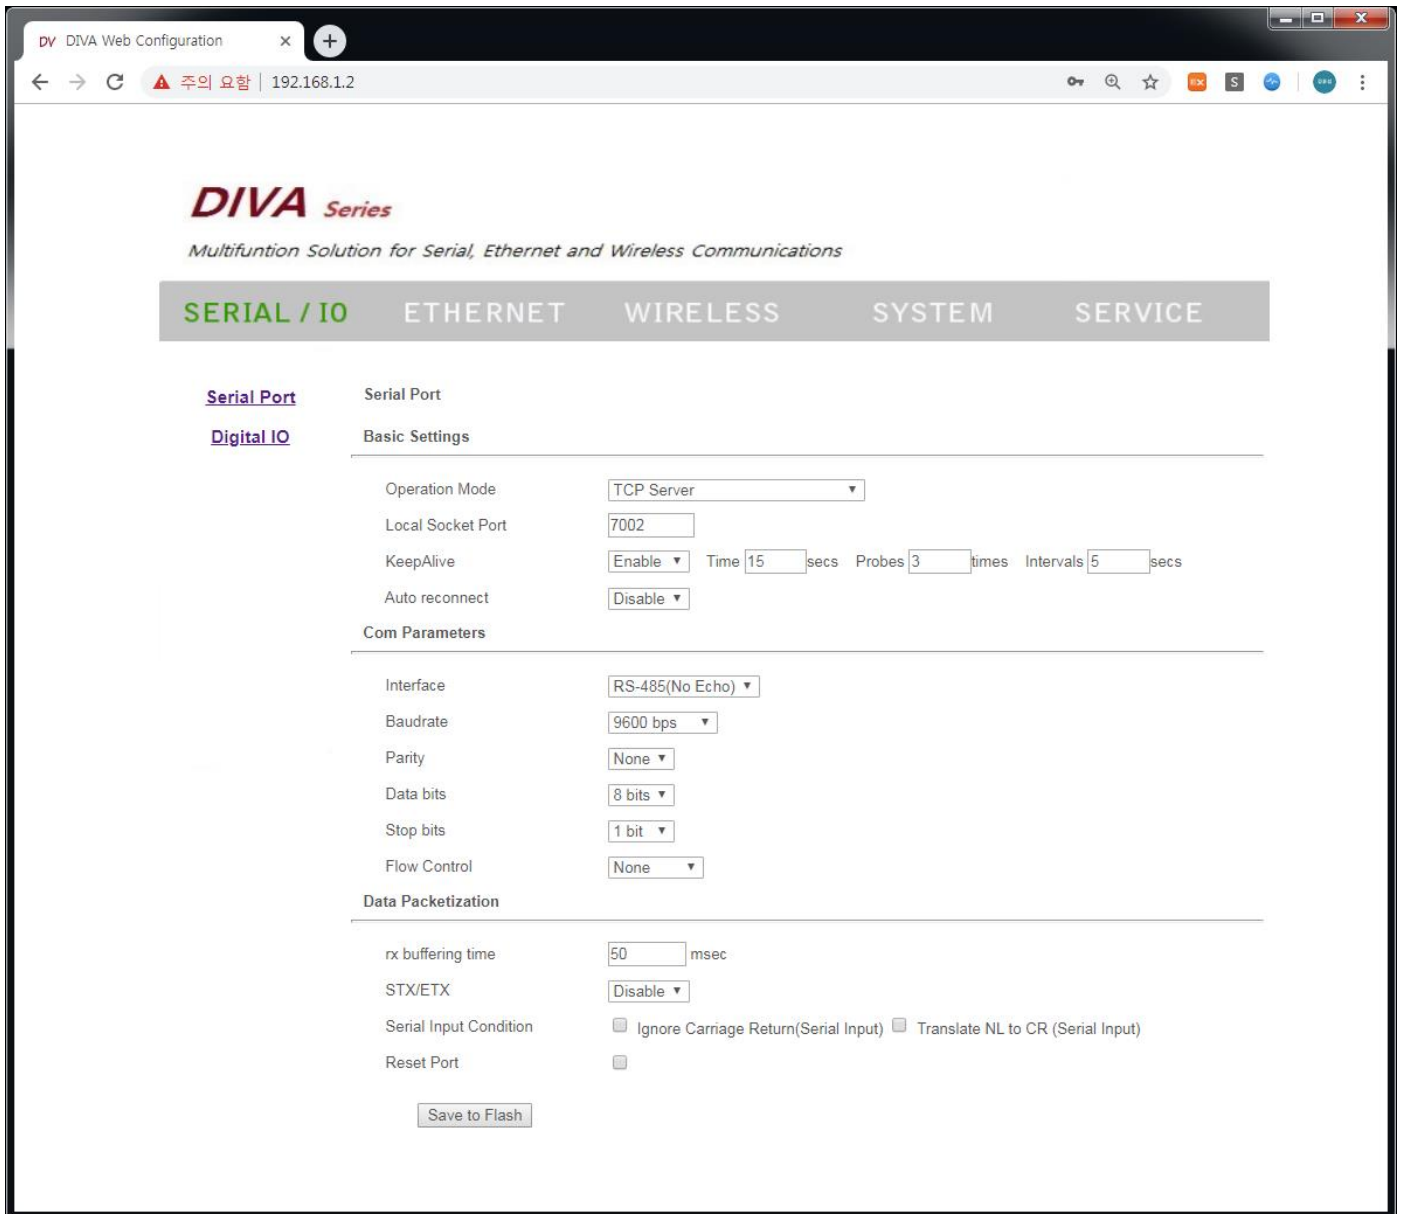 DV DIVA Web Configuration
주의 요함 192.168.1.2
DIVA Series
Multifuntion Solution for Serial, Ethernet and Wireless Communications
SERIAL / IO ETHERNET WIRELESS SYSTEM SERVICE
Serial Port Serial Port
Digital IO Basic Settings
Operation Mode TCP Server
Local Socket Port 7002
KeepAlive Enable Time 15 secs Probes 3 times Intervals 5 secs
Auto reconnect Disable
Com Parameters
Interface RS-485(No Echo)
Baudrate 9600 bps
Parity None
Data bits 8 bits
Stop bits 1 bit
Flow Control None
Data Packetization
rx buffering time 50 msec
STX/ETX Disable
Serial Input Condition Ignore Carriage Return(Serial Input) Translate NL to CR (Serial Input)
Reset Port
Save to Flash